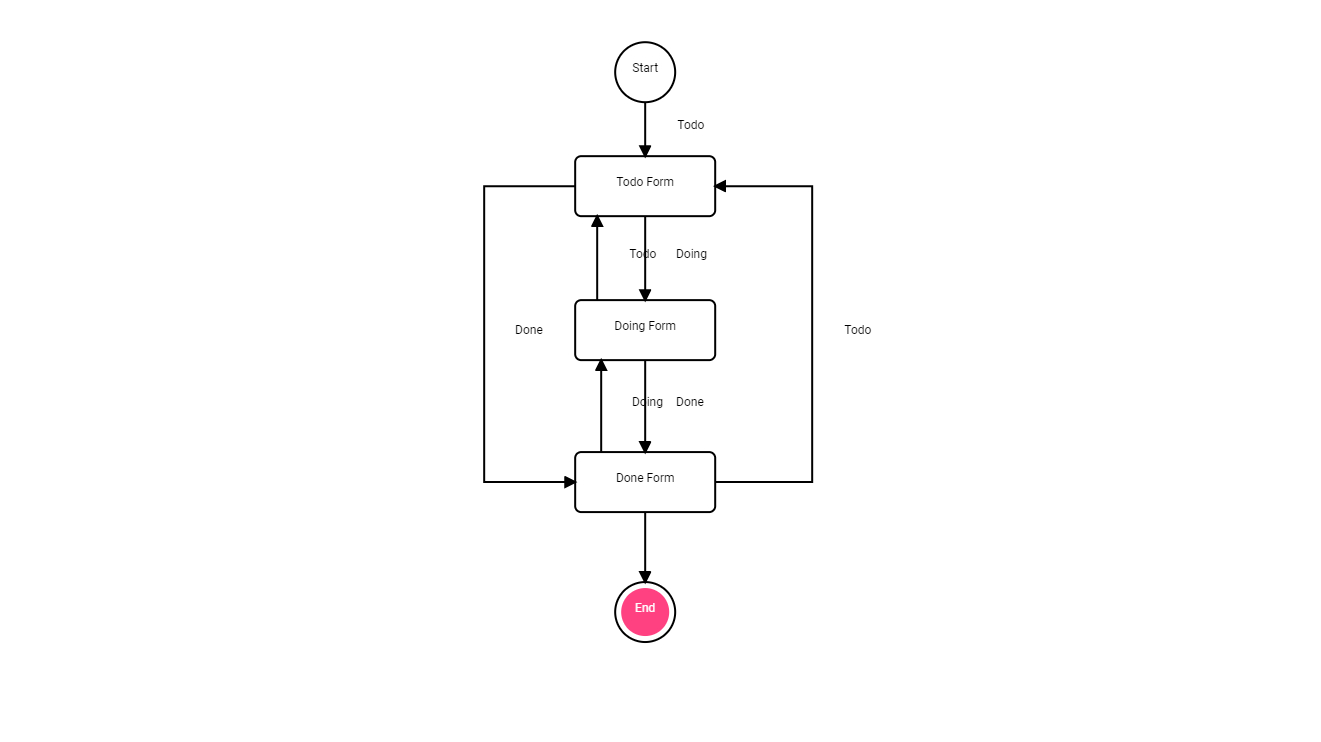 Start
Todo
Todo Form
Todo
Doing
Doing Form
Done
Todo
Doing
Done
Done Form
End